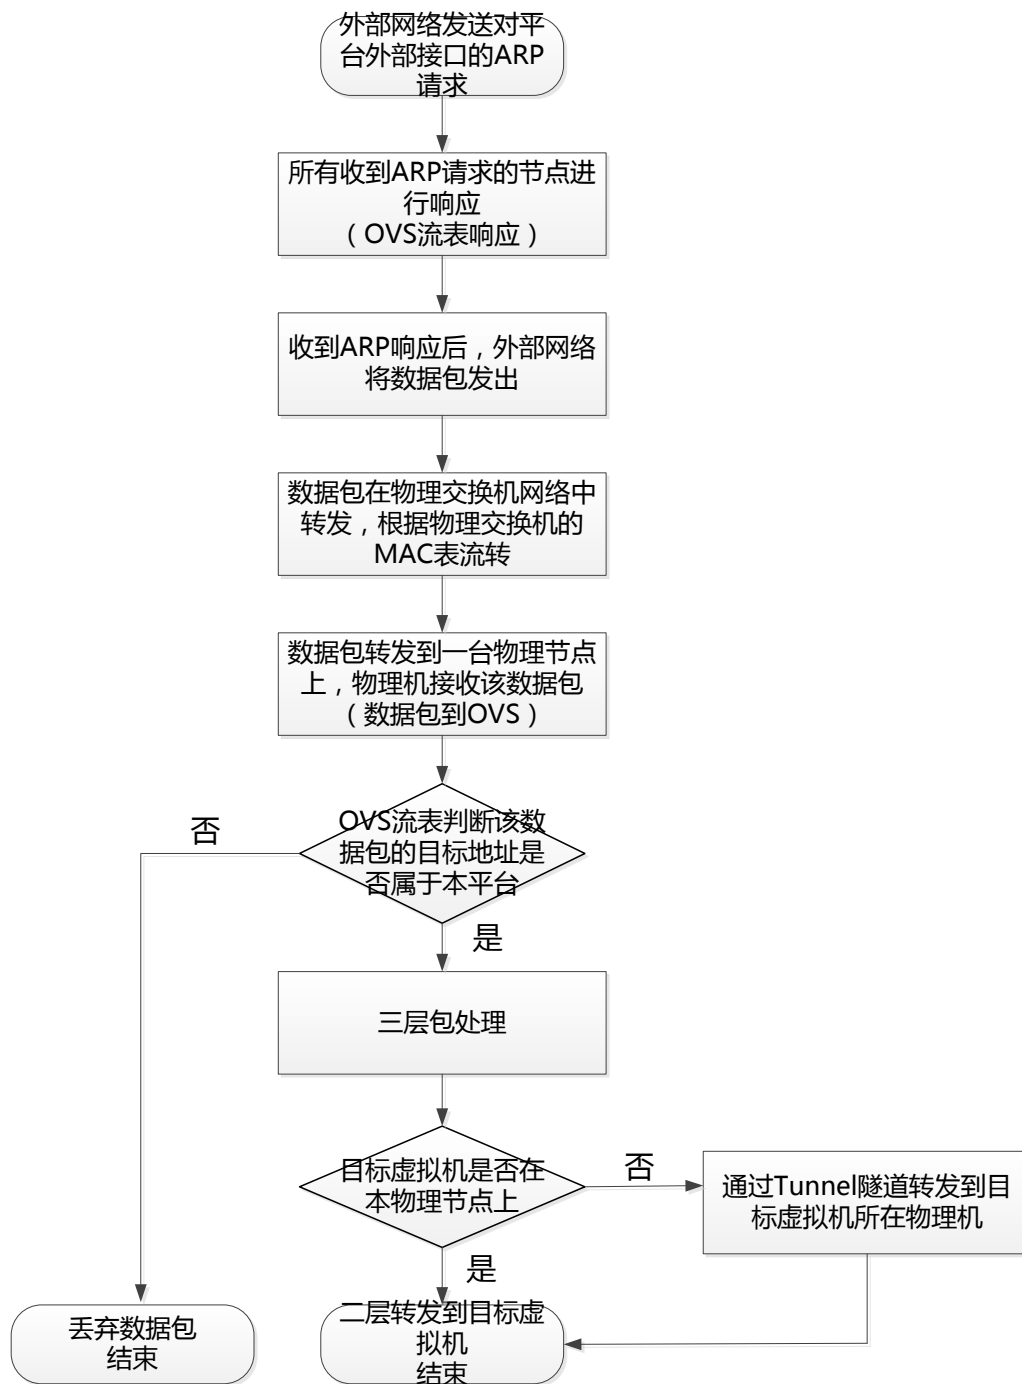 外部网络发送对平
台外部接口的ARP
请求
所有收到ARP请求的节点进
行响应
（OVS流表响应）
收到ARP响应后，外部网络
将数据包发出
数据包在物理交换机网络中
转发，根据物理交换机的
MAC表流转
数据包转发到一台物理节点
上，物理机接收该数据包
（数据包到OVS）
OVS流表判断该数
据包的目标地址是
否属于本平台
否
是
三层包处理
目标虚拟机是否在
本物理节点上
否
通过Tunnel隧道转发到目
标虚拟机所在物理机
是
二层转发到目标虚
拟机
结束
丢弃数据包
结束